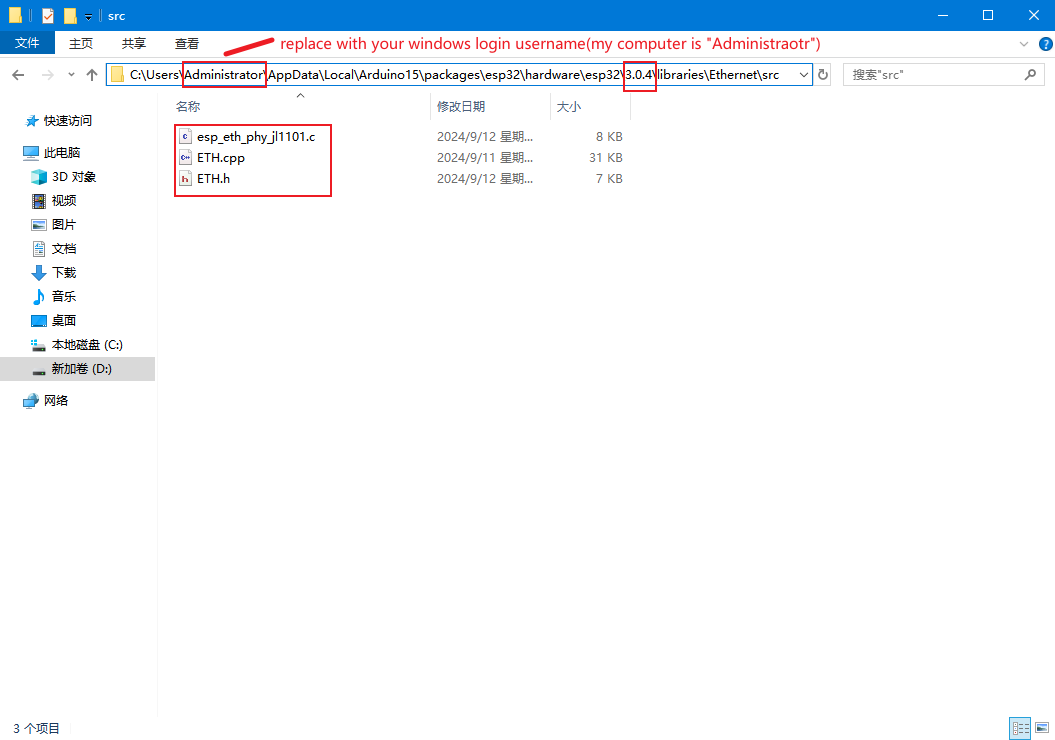 src
文件 主页 共享 查看
replace with your windows login username(my computer is "Administraotr")
C:\Users\Administrator\AppData\Local\Arduino15\packages\esp32\hardware\esp32\3.0.4\libraries\Ethernet\src
搜索"src"
名称 修改日期 大小
快速访问
此电脑
3D 对象
视频
图片
文档
下载
音乐
桌面
本地磁盘 (C:)
新加卷 (D:)
网络
esp_eth_phy_jl1101.c 2024/9/12 星期... 8 KB
ETH.cpp 2024/9/11 星期... 31 KB
ETH.h 2024/9/12 星期... 7 KB
3 个项目